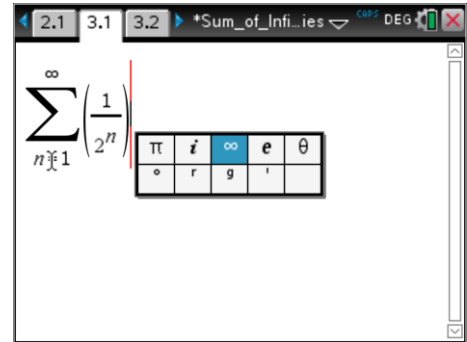 2.1 3.1 3.2 *Sum_of_Infi…ies CAPS DEG
∞
∑ (1/2ⁿ)
n=1
π i ∞ e θ
° r g '